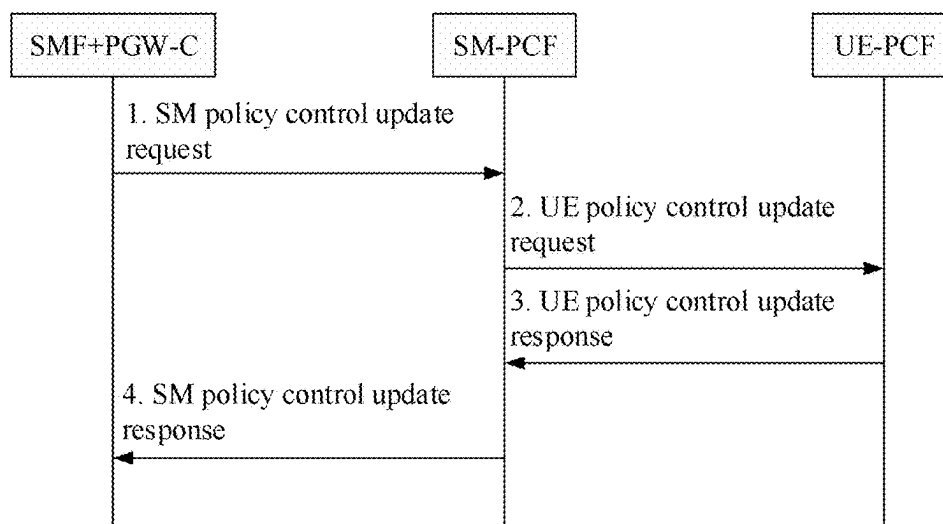 SMF+PGW-C
SM-PCF
UE-PCF
1. SM policy control update
request
2. UE policy control update
request
3. UE policy control update
response
4. SM policy control update
response